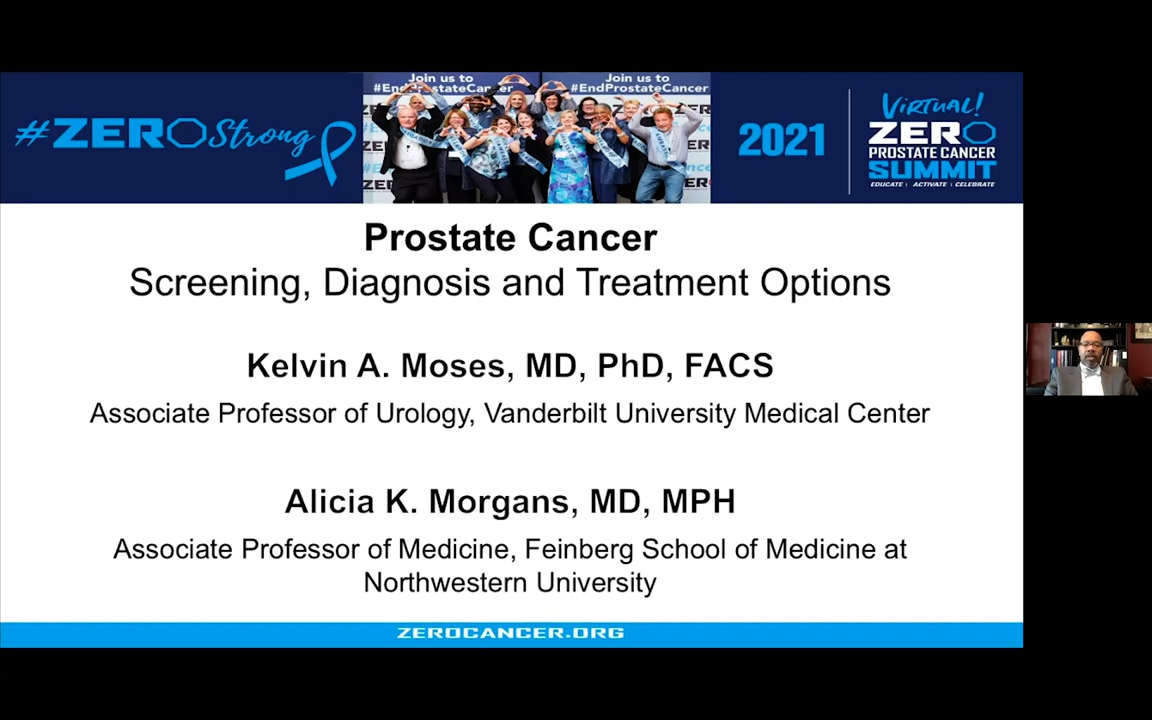 Join us to
#EndProstateCancer
Join us to
#EndProstateCancer
#ZEROStrong
2021
Virtual!
ZERO
PROSTATE CANCER
SUMMIT
EDUCATE | ACTIVATE | CELEBRATE
Prostate Cancer
Screening, Diagnosis and Treatment Options
Kelvin A. Moses, MD, PhD, FACS
Associate Professor of Urology, Vanderbilt University Medical Center
Alicia K. Morgans, MD, MPH
Associate Professor of Medicine, Feinberg School of Medicine at
Northwestern University
ZEROCANCER.ORG